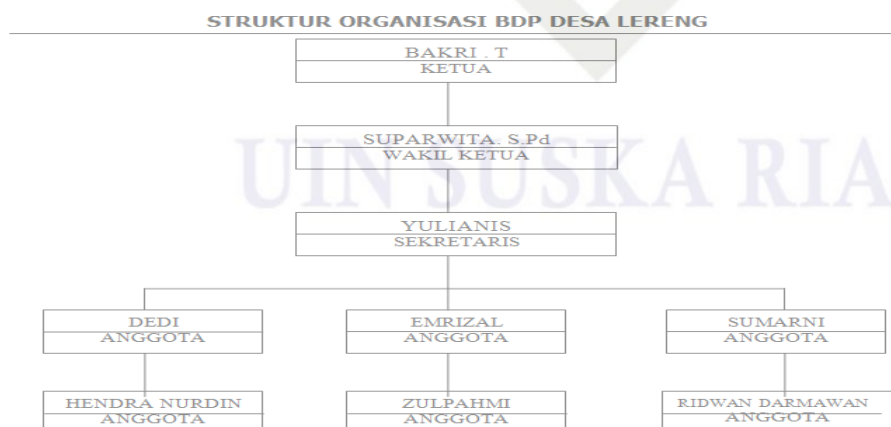 STRUKTUR ORGANISASI BDP DESA LERENG
BAKRI . T
KETUA
SUPARWITA. S.Pd
WAKIL KETUA
UIN SUSKA RIA
YULIANIS
SEKRETARIS
DEDI
ANGGOTA
EMRIZAL
ANGGOTA
SUMARNI
ANGGOTA
HENDRA NURDIN
ANGGOTA
ZULPAHMI
ANGGOTA
RIDWAN DARMAWAN
ANGGOTA